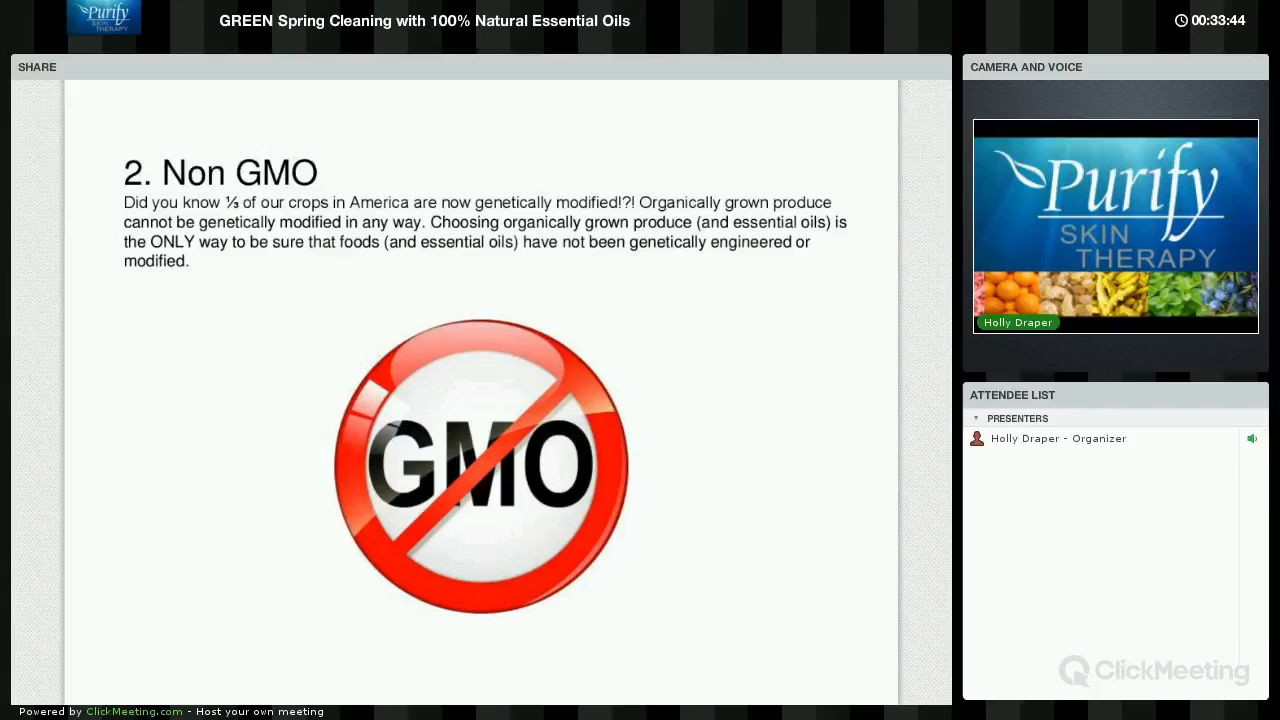 Purify
SKIN
THERAPY
GREEN Spring Cleaning with 100% Natural Essential Oils
00:33:44
SHARE
2. Non GMO
Did you know ⅓ of our crops in America are now genetically modified!?! Organically grown produce
cannot be genetically modified in any way. Choosing organically grown produce (and essential oils) is
the ONLY way to be sure that foods (and essential oils) have not been genetically engineered or
modified.
GMO
CAMERA AND VOICE
Purify
SKIN
THERAPY
Holly Draper
ATTENDEE LIST
PRESENTERS
Holly Draper - Organizer
ClickMeeting
Powered by ClickMeeting.com - Host your own meeting